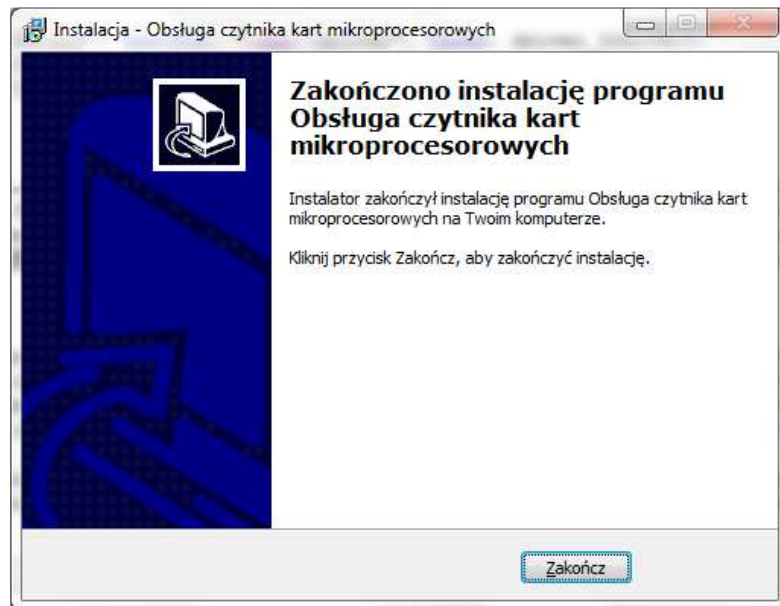 Instalacja - Obsługa czytnika kart mikroprocesorowych
Zakończono instalację programu
Obsługa czytnika kart
mikroprocesorowych
Instalator zakończył instalację programu Obsługa czytnika kart
mikroprocesorowych na Twoim komputerze.
Kliknij przycisk Zakończ, aby zakończyć instalację.
Zakończ